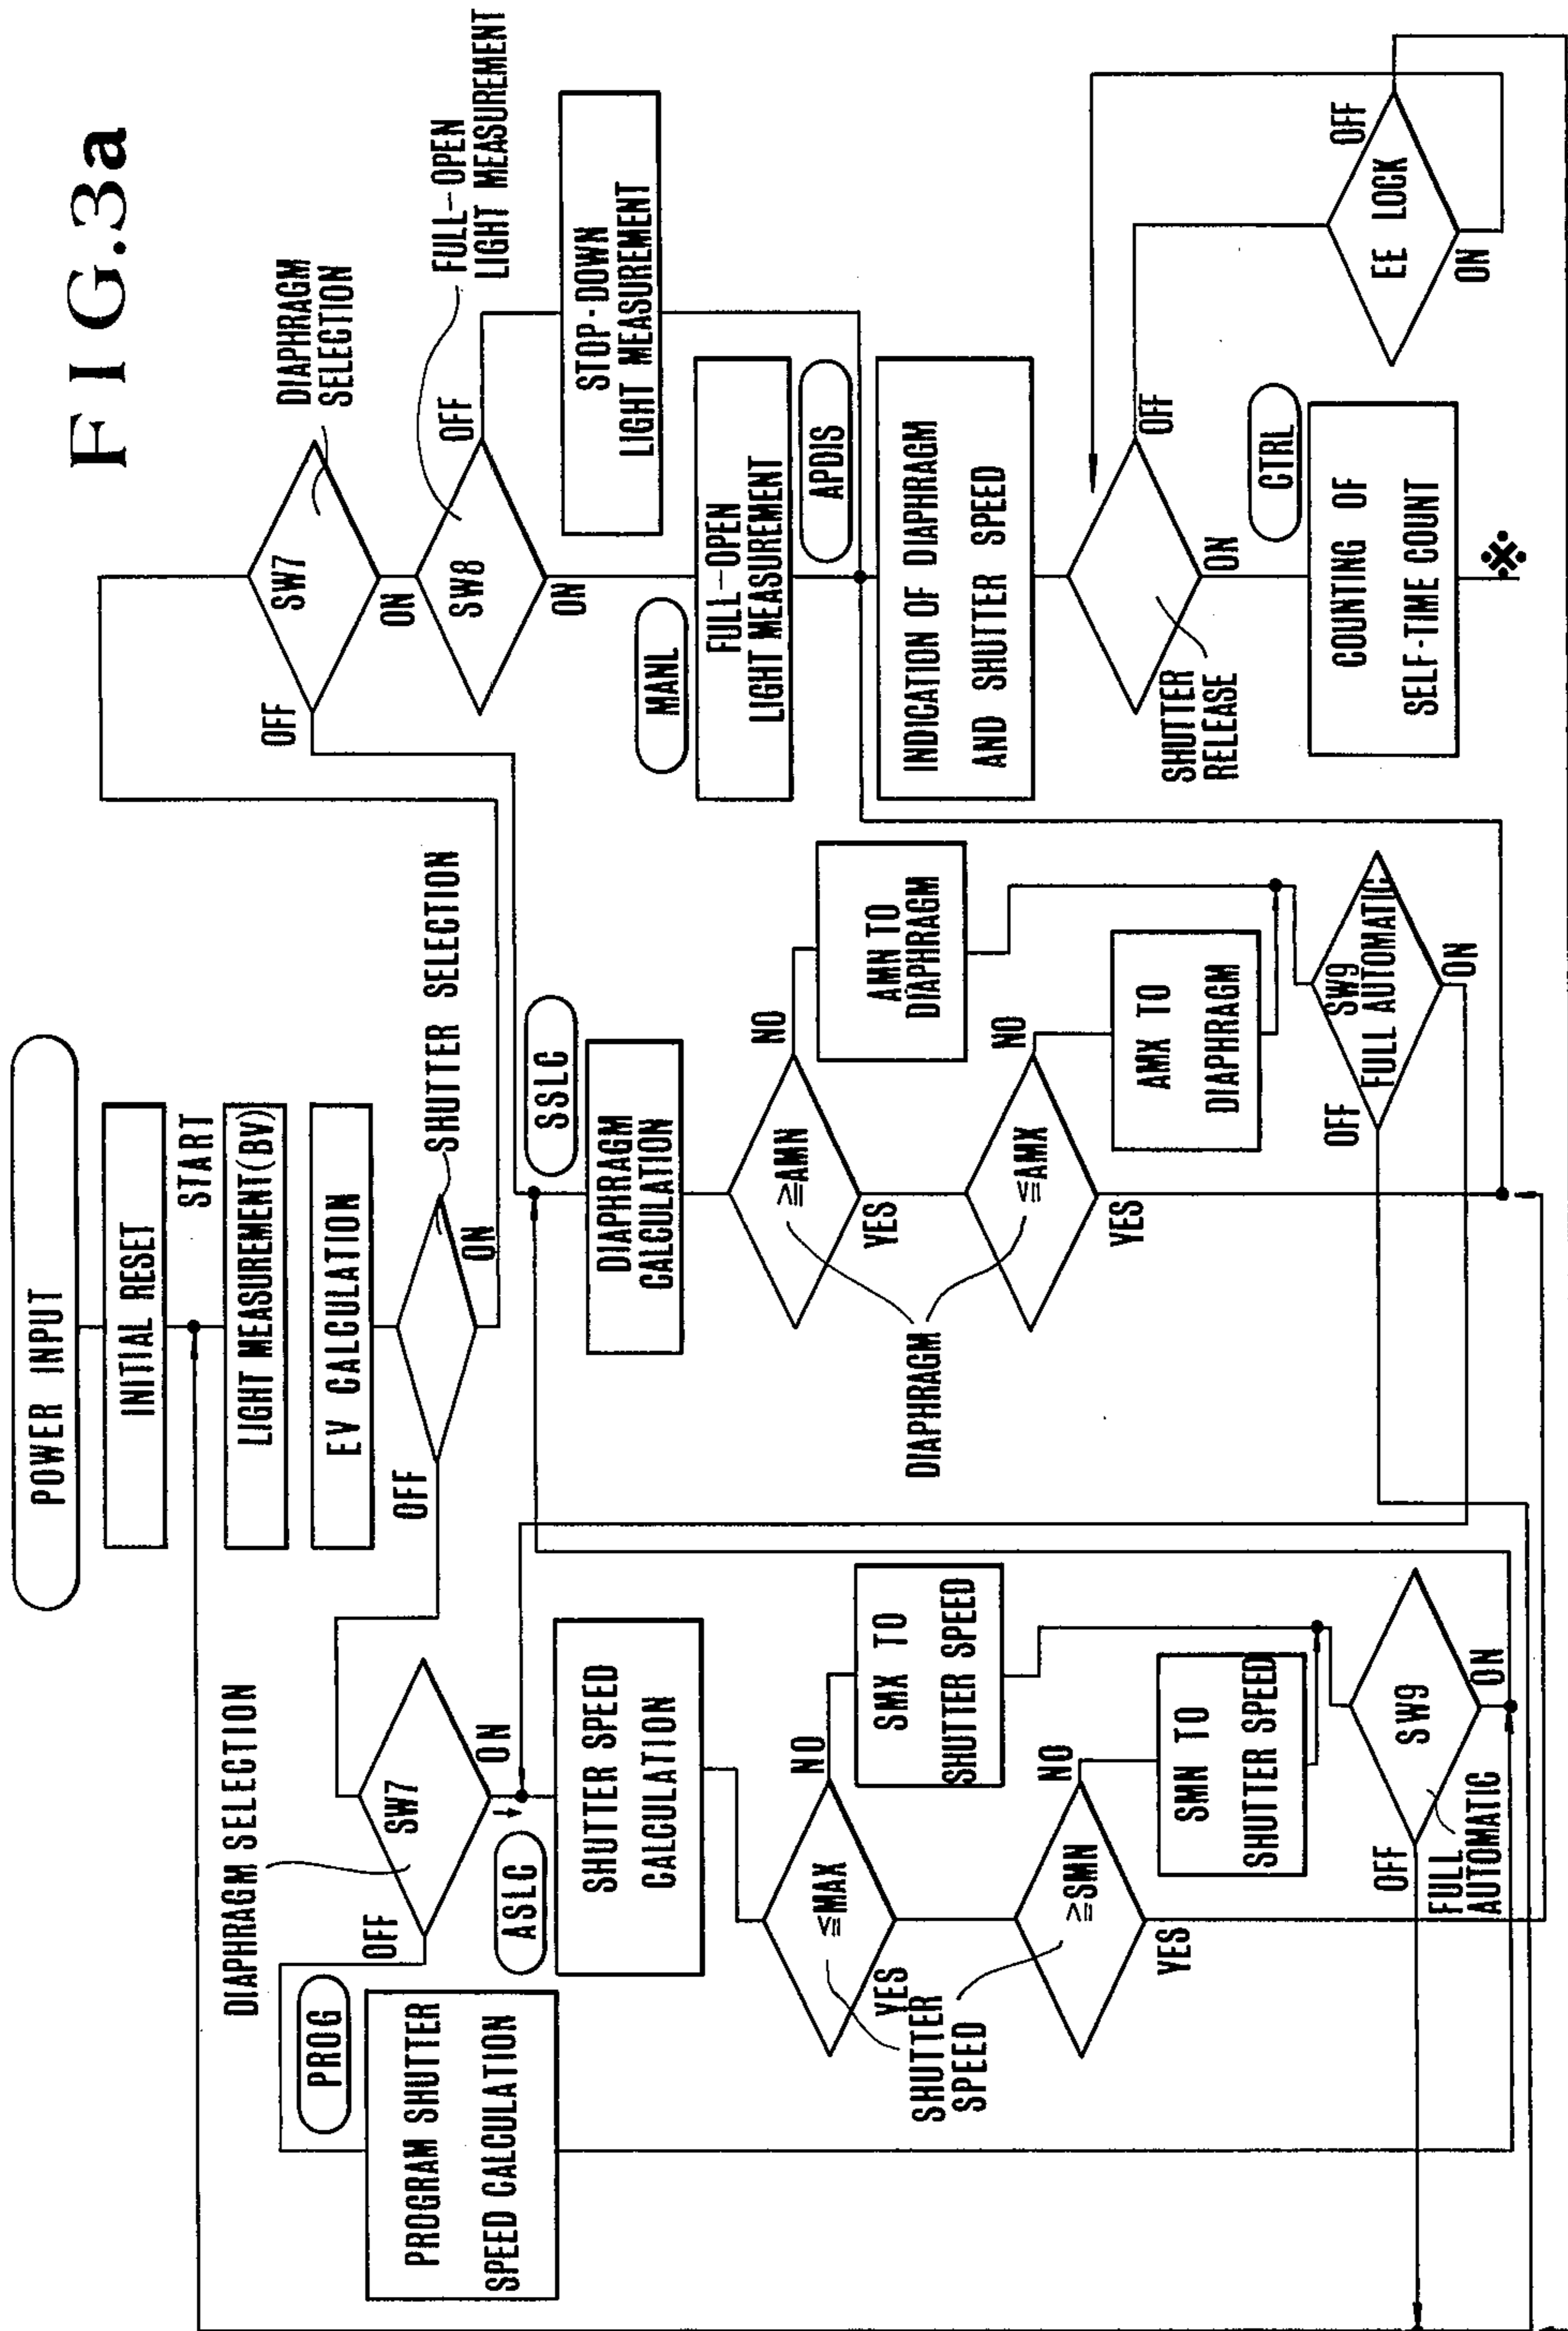 FIG.3a
POWER INPUT
INITIAL RESET
START
LIGHT MEASUREMENT(BV)
EV CALCULATION
OFF
ON
SHUTTER SELECTION
DIAPHRAGM SELECTION
SW7
OFF
ON
PROG
PROGRAM SHUTTER
SPEED CALCULATION
ASLC
SHUTTER SPEED
CALCULATION
≦MAX
NO
YES
SMX TO
SHUTTER SPEED
SHUTTER
SPEED
≧SMN
NO
YES
SMN TO
SHUTTER SPEED
SW9
OFF
ON
FULL
AUTOMATIC
SSLC
DIAPHRAGM
CALCULATION
≧AMN
NO
YES
AMN TO
DIAPHRAGM
DIAPHRAGM
≦AMX
NO
YES
AMX TO
DIAPHRAGM
SW9
FULL AUTOMATIC
OFF
ON
DIAPHRAGM
SELECTION
SW7
OFF
ON
FULL-OPEN
LIGHT MEASUREMENT
SW8
OFF
ON
STOP-DOWN
LIGHT MEASUREMENT
MANL
FULL-OPEN
LIGHT MEASUREMENT
APDIS
INDICATION OF DIAPHRAGM
AND SHUTTER SPEED
OFF
ON
SHUTTER
RELEASE
EE LOCK
OFF
ON
CTRL
COUNTING OF
SELF-TIME COUNT
※